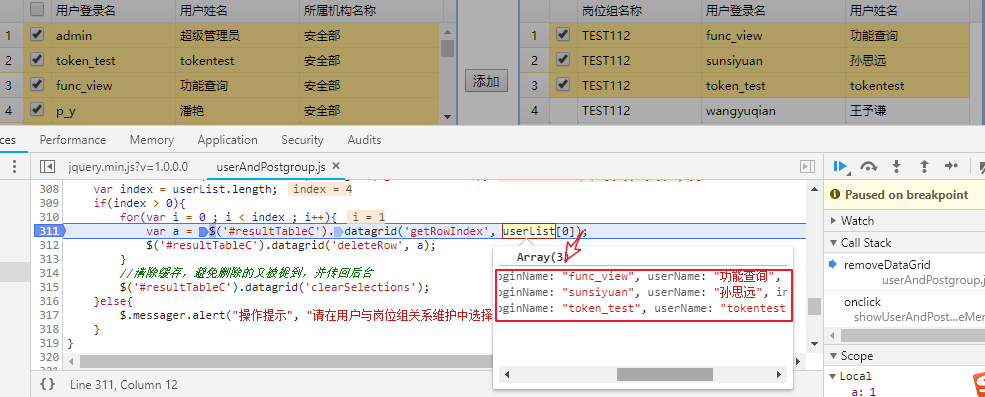 用户登录名 用户姓名 所属机构名称
1 admin 超级管理员 安全部
2 token_test tokentest 安全部
3 func_view 功能查询 安全部
4 p_y 潘艳 安全部
添加
岗位组名称 用户登录名 用户姓名
1 TEST112 func_view 功能查询
2 TEST112 sunsiyuan 孙思远
3 TEST112 token_test tokentest
4 TEST112 wangyuqian 王予谦
ces Performance Memory Application Security Audits
jquery.min.js?v=1.0.0.0 userAndPostgroup.js ×
308 var index = userList.length; index = 4
309 if(index > 0){
310 for(var i = 0 ; i < index ; i++){ i = 1
311 var a = $('#resultTableC').datagrid('getRowIndex', userList[0]);
312 $('#resultTableC').datagrid('deleteRow', a);
313 }
314 //清除缓存，避免删除的又被视到，并传回后台
315 $('#resultTableC').datagrid('clearSelections');
316 }else{
317 $.messager.alert("操作提示", "请在用户与岗位组关系维护中选择
318 }
319 }
320
321
Array(3)
oginName: "func_view", userName: "功能查询",
oginName: "sunsiyuan", userName: "孙思远", in
oginName: "token_test", userName: "tokentest
{} Line 311, Column 12
Paused on breakpoint
Watch
Call Stack
removeDataGrid
userAndPostgroup.js
onclick
showUserAndPost…eMer
Scope
Local
a: 1